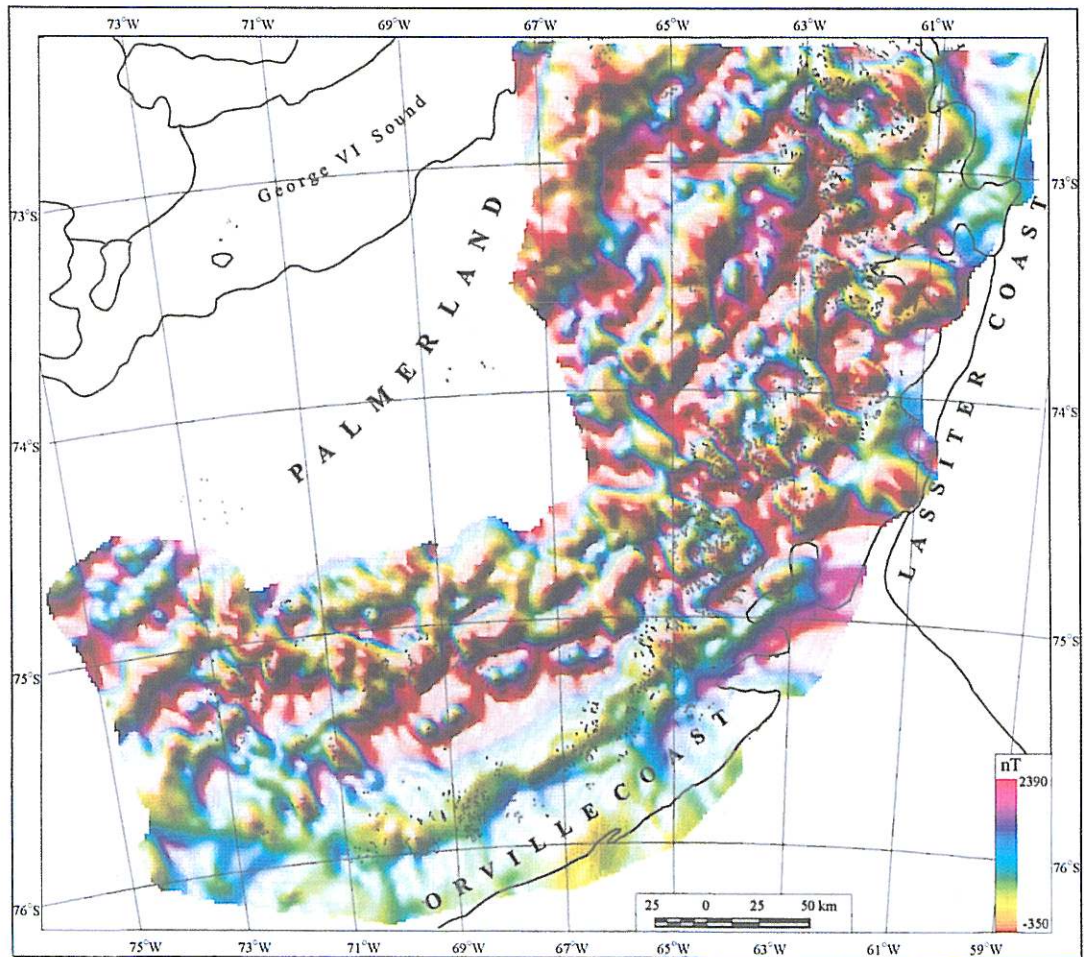 73°W 71°W 69°W 67°W 65°W 63°W 61°W
George VI Sound
73°S
73°S
PALMER LAND
LASSITER COAST
74°S
74°S
75°S
75°S
ORVILLE COAST
nT
2390
-350
76°S
76°S
25 0 25 50 km
75°W 73°W 71°W 69°W 67°W 65°W 63°W 61°W 59°W